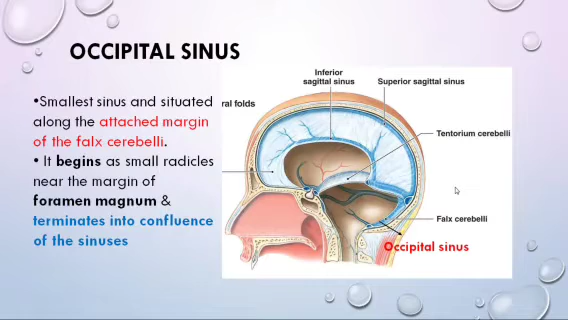 OCCIPITAL SINUS
•Smallest sinus and situated
along the attached margin
of the falx cerebelli.
• It begins as small radicles
near the margin of
foramen magnum &
terminates into confluence
of the sinuses
Inferior
sagittal sinus
Superior sagittal sinus
ral folds
Tentorium cerebelli
Falx cerebelli
Occipital sinus